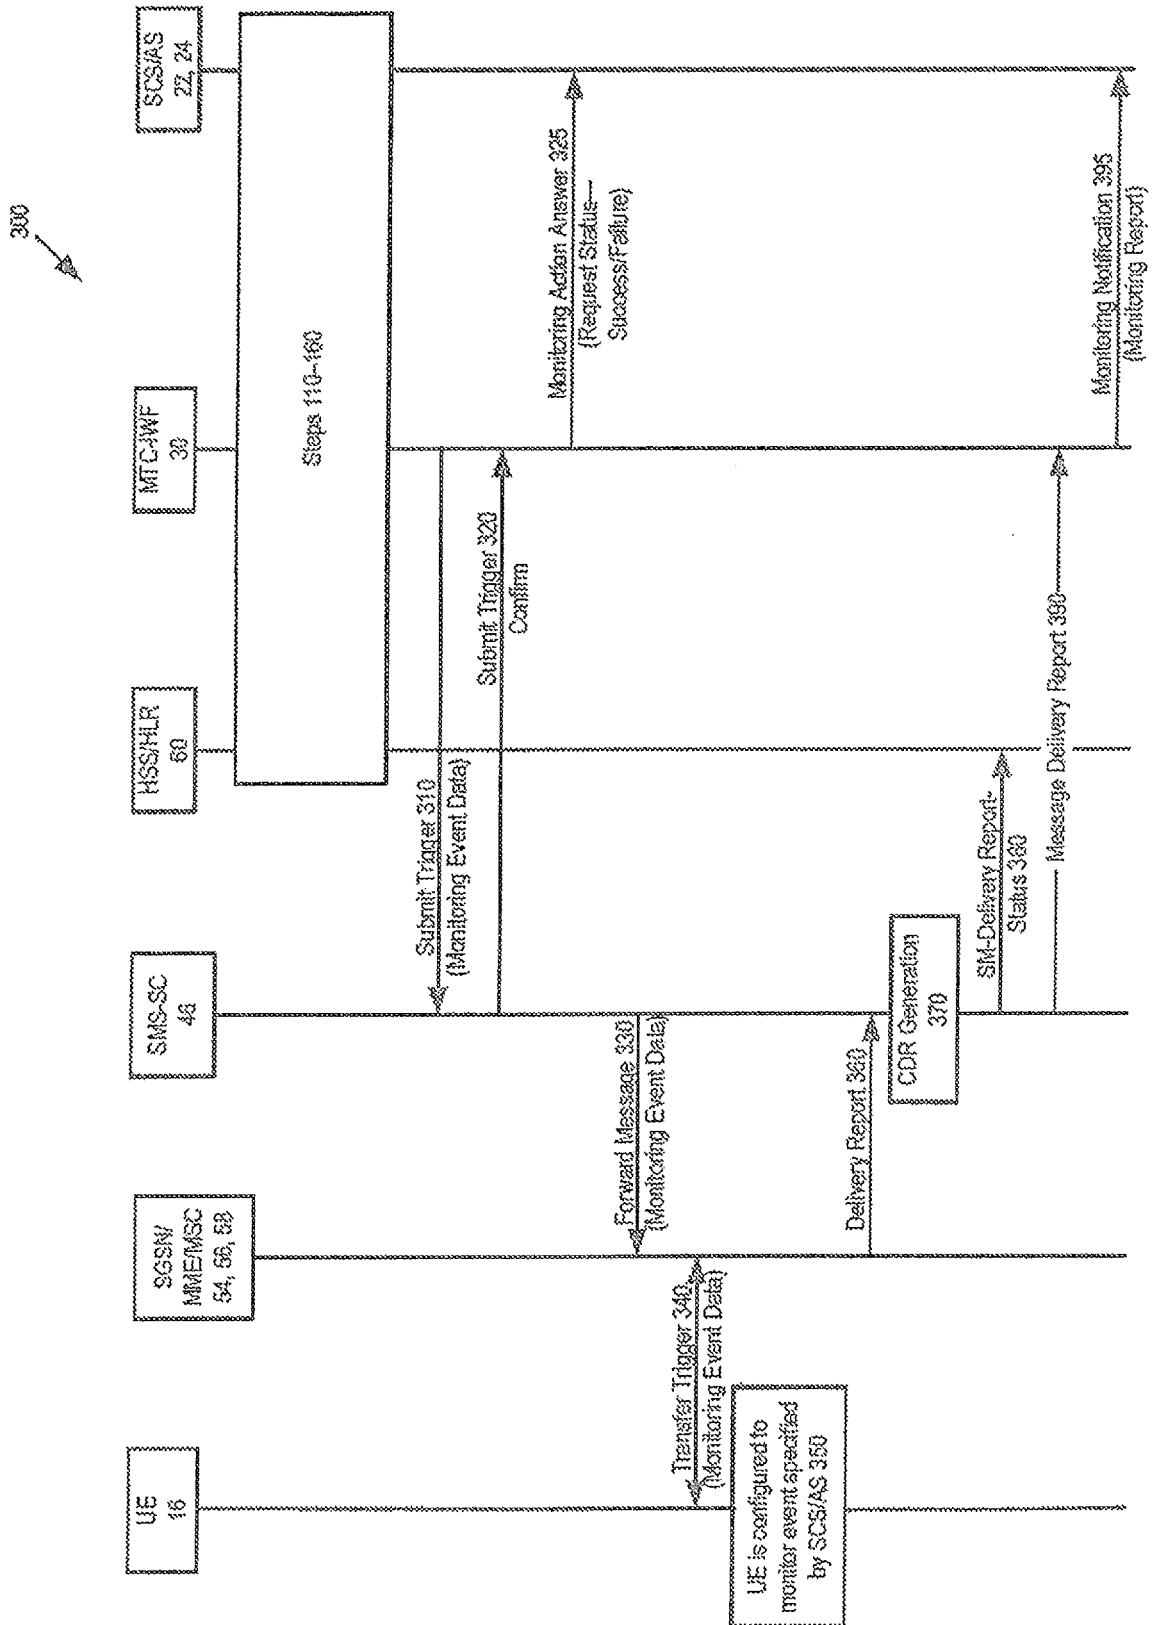 300
UE
16
SGSN/
MME/MSC
54, 56, 58
SMS-SC
46
HSS/HLR
60
MTC-IWF
30
SCS/AS
22, 24
Steps 110–160
Submit Trigger 310
(Monitoring Event Data)
Submit Trigger 320
Confirm
Monitoring Action Answer 325
(Request Status—
Success/Failure)
Forward Message 330
(Monitoring Event Data)
Transfer Trigger 340
(Monitoring Event Data)
UE is configured to
monitor event specified
by SCS/AS 350
Delivery Report 360
CDR Generation
370
SM-Delivery Report-
Status 380
Message Delivery Report 390
Monitoring Notification 395
(Monitoring Report)